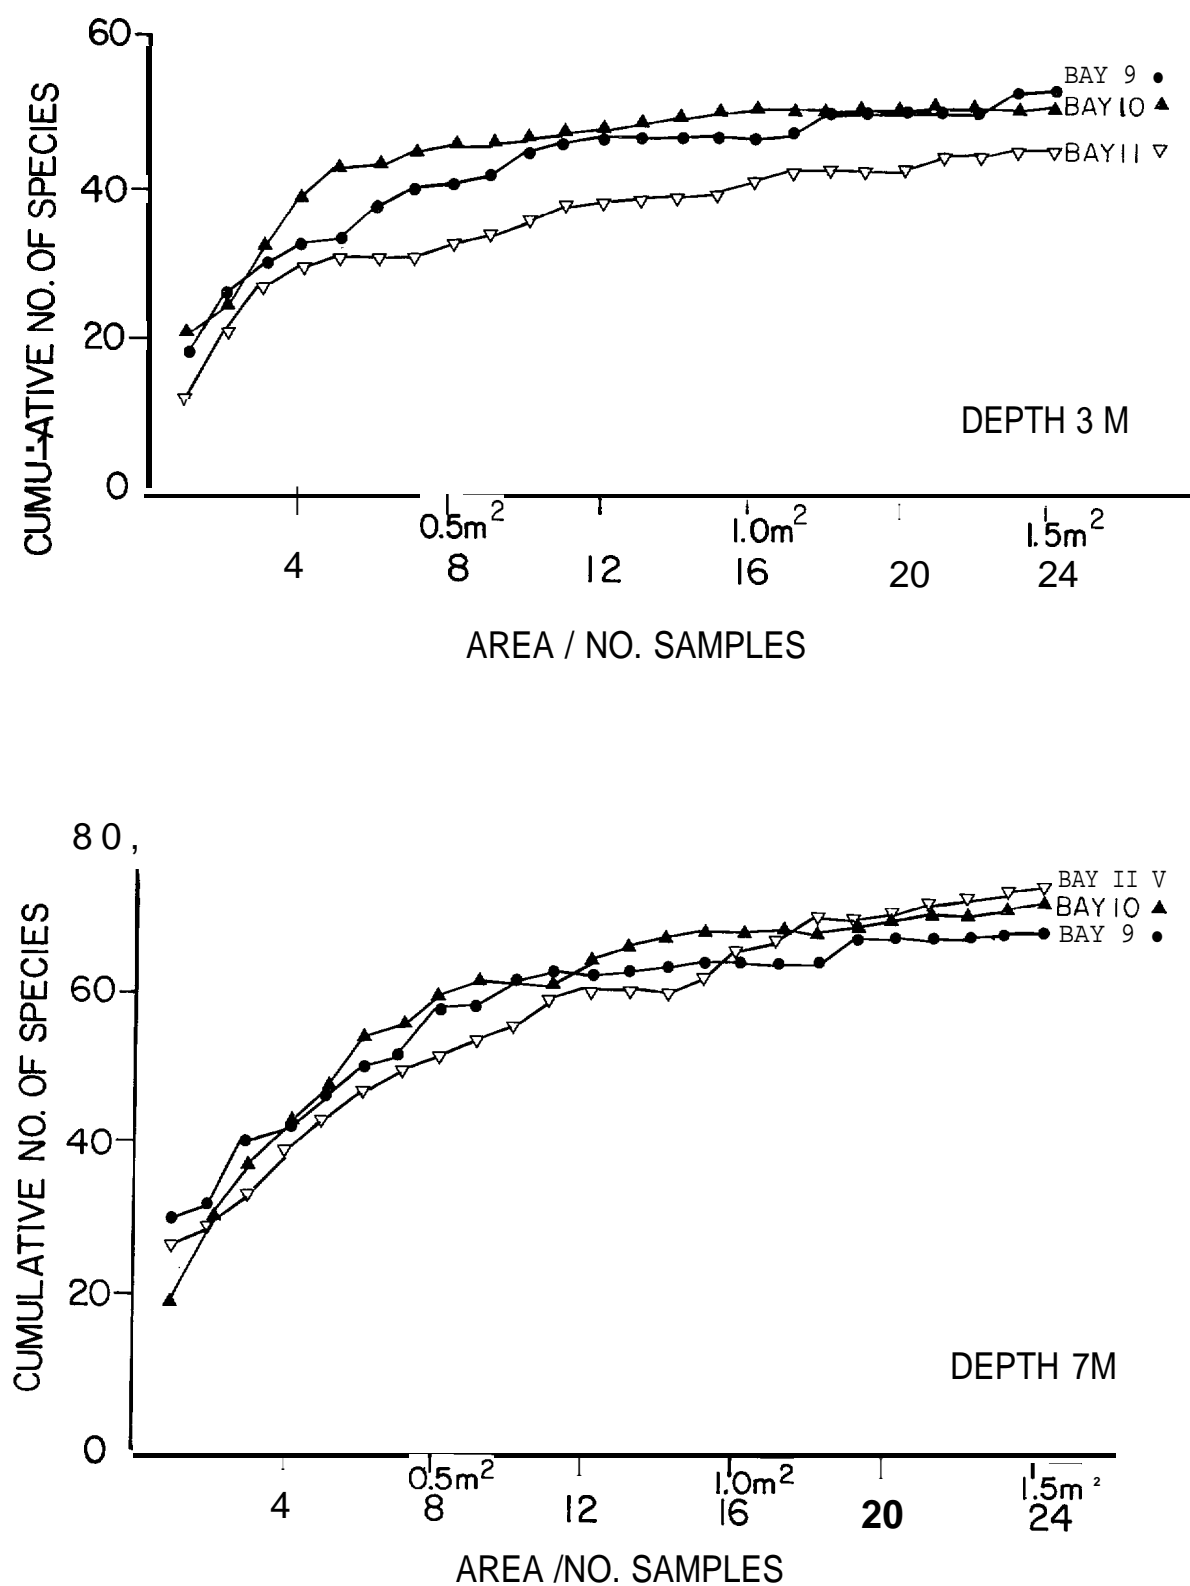 60
BAY 9 •
BAY 10 ▲
BAY 11 ▽
40
20
0
CUMULATIVE NO. OF SPECIES
DEPTH 3 M
0.5m² 1.0m² 1.5m²
4 8 12 16 20 24
AREA / NO. SAMPLES
80,
BAY II V
BAY 10 ▲
BAY 9 •
60
40
20
0
CUMULATIVE NO. OF SPECIES
DEPTH 7M
0.5m² 1.0m² 1.5m²
4 8 12 16 20 24
AREA /NO. SAMPLES